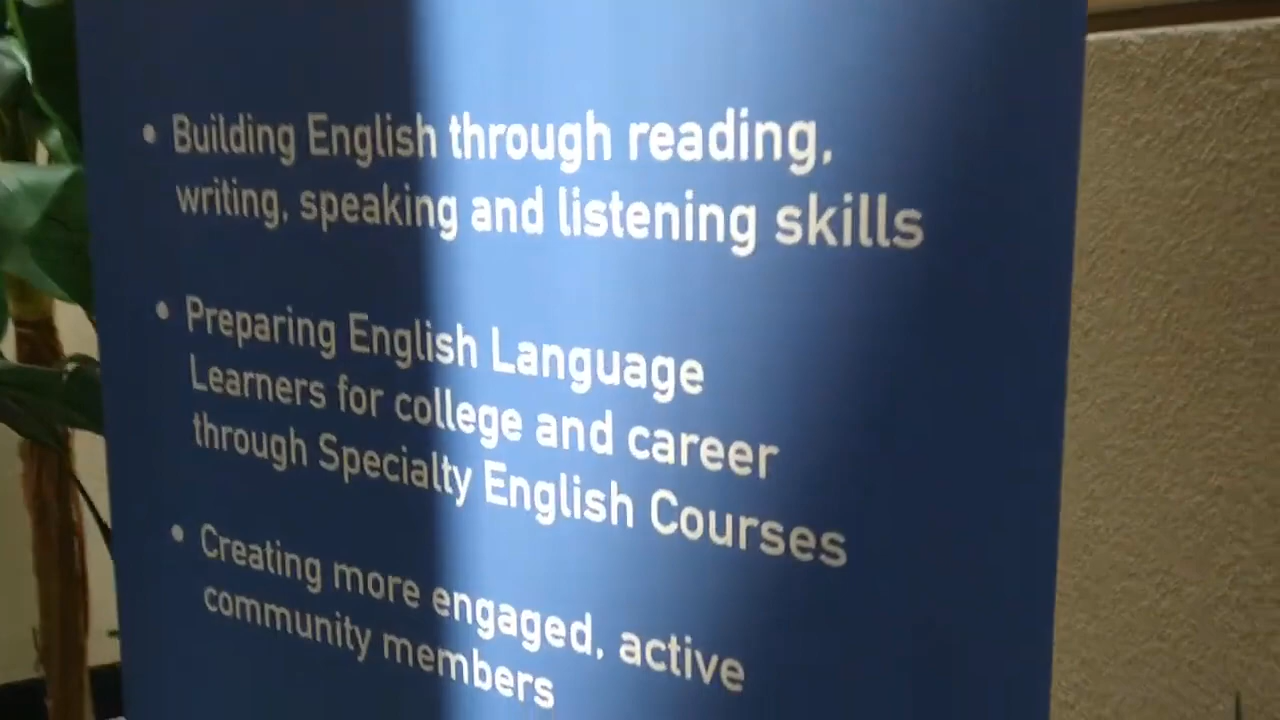 • Building English through reading,
writing, speaking and listening skills
• Preparing English Language
Learners for college and career
through Specialty English Courses
• Creating more engaged, active
community members